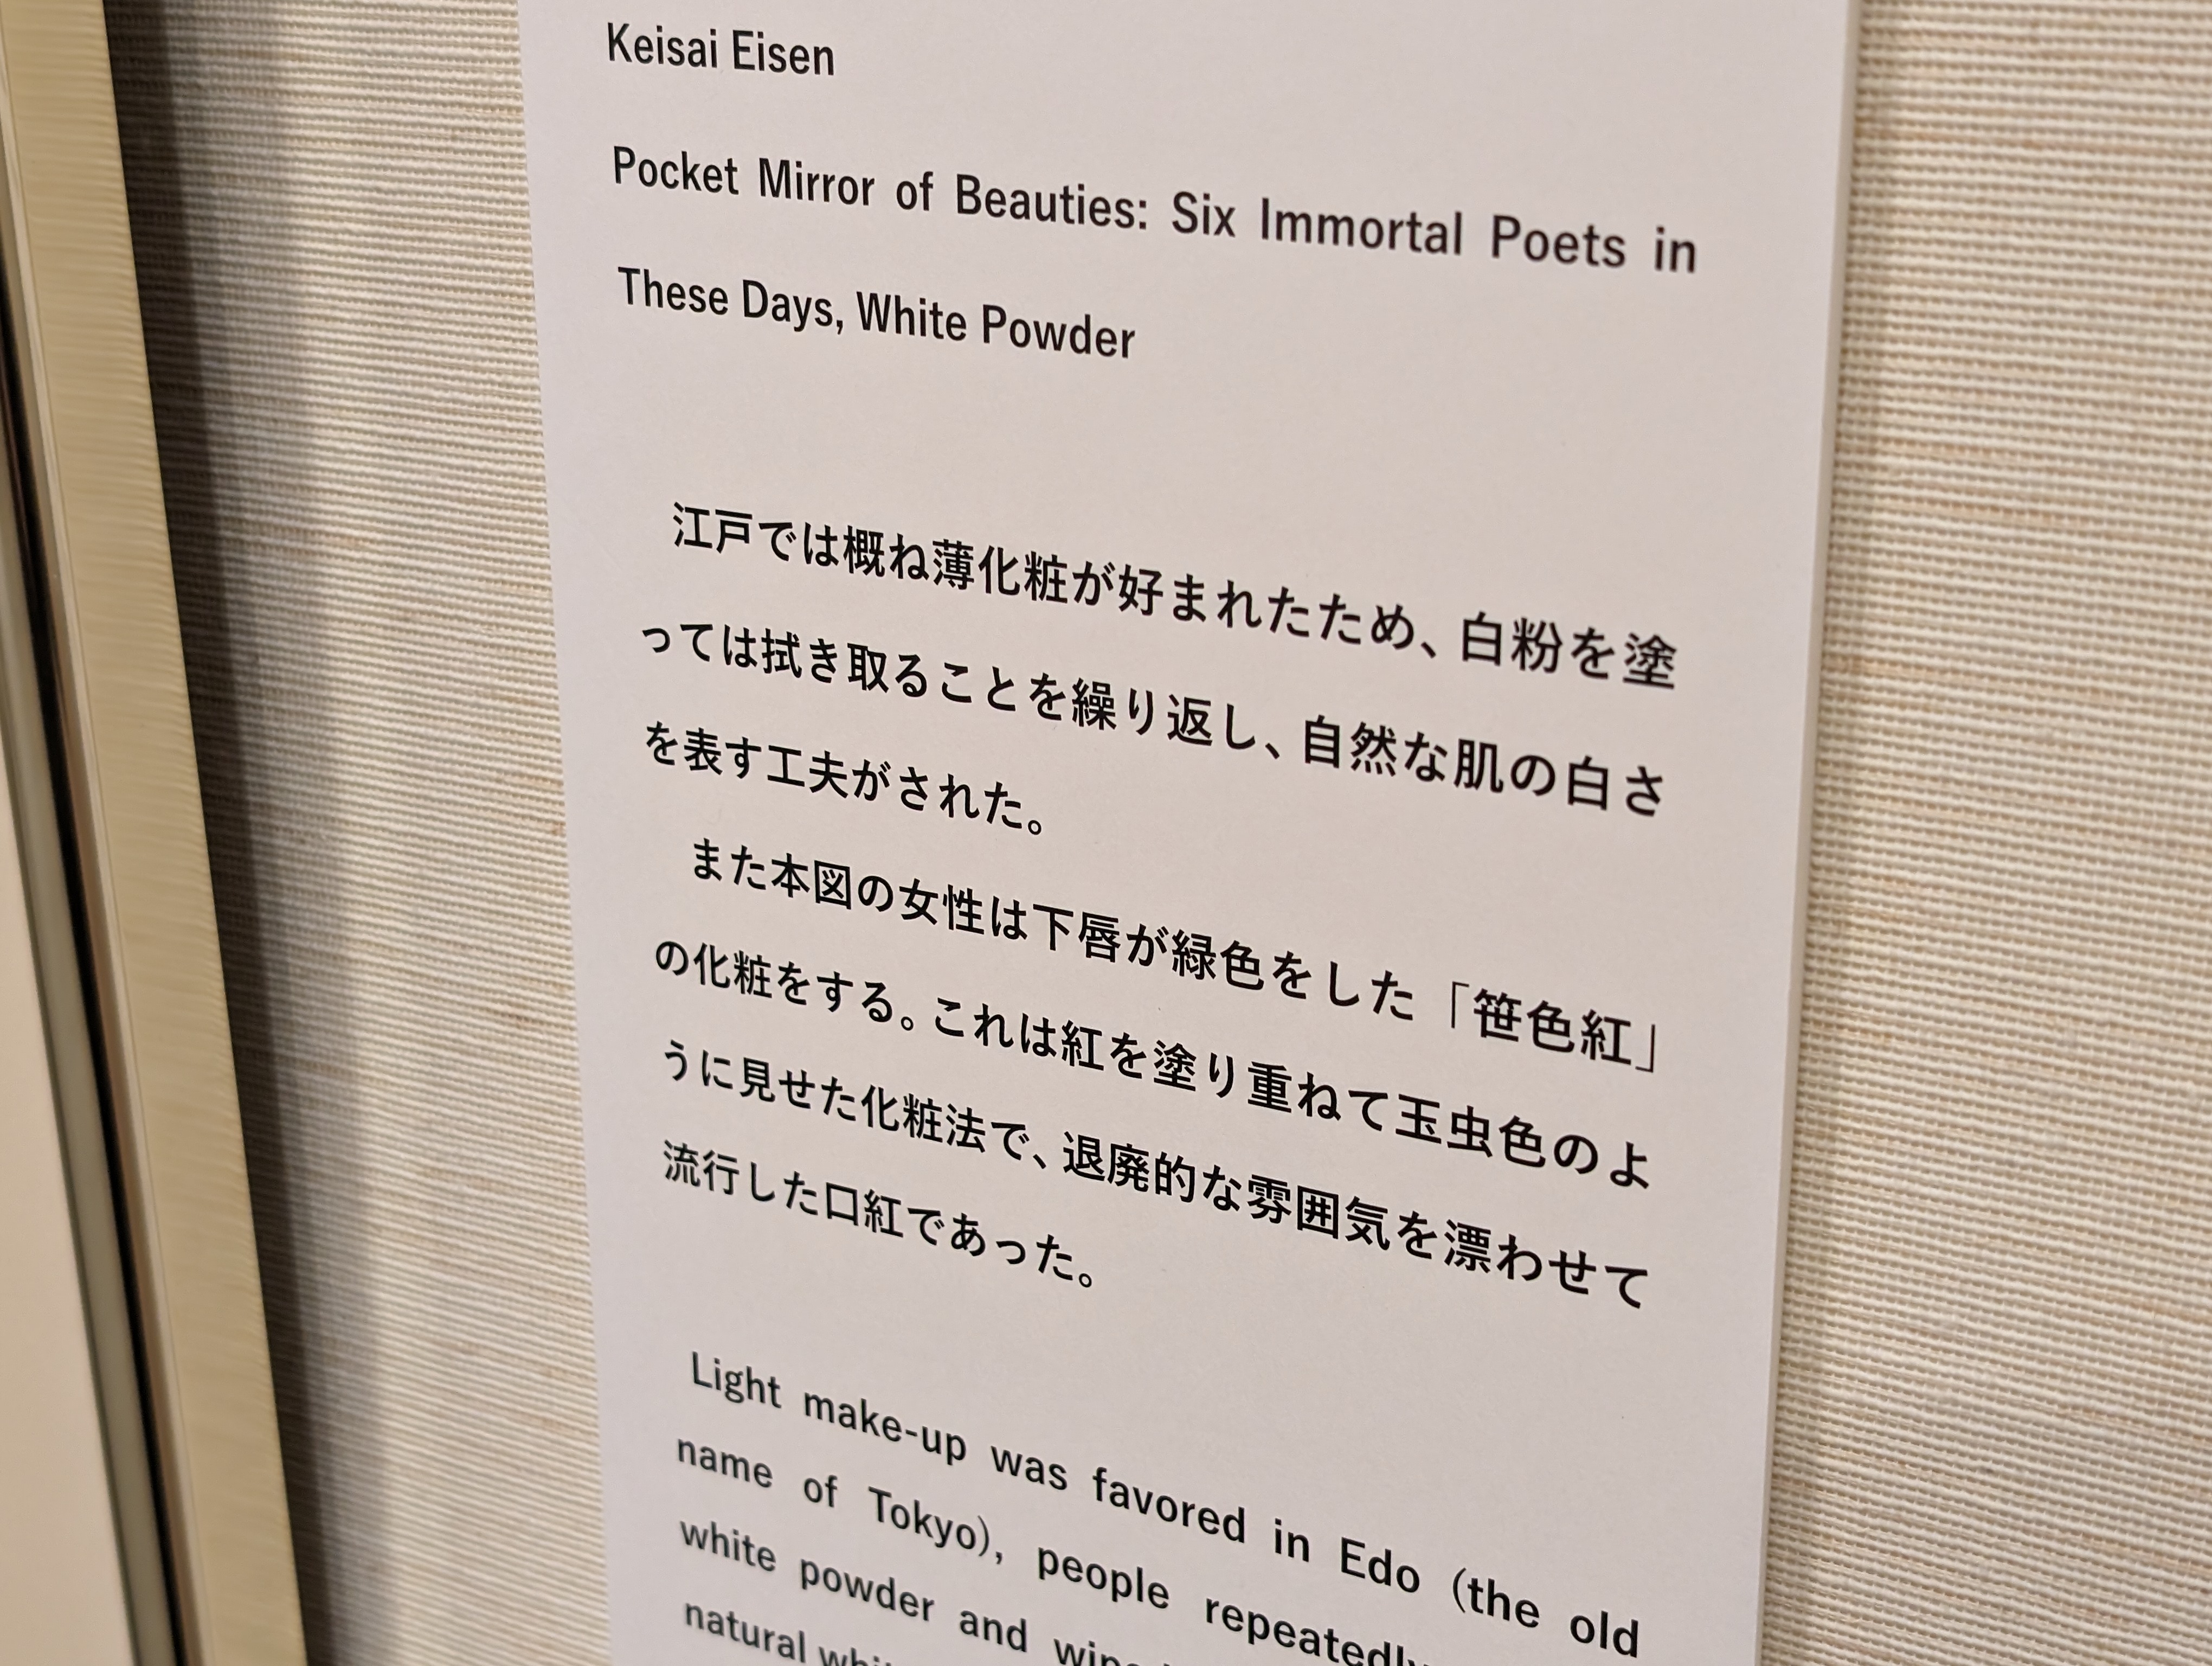 Keisai Eisen
Pocket Mirror of Beauties: Six Immortal Poets in
These Days, White Powder
江戸では概ね薄化粧が好まれたため、白粉を塗
っては拭き取ることを繰り返し、自然な肌の白さ
を表す工夫がされた。
また本図の女性は下唇が緑色をした「笹色紅」
の化粧をする。これは紅を塗り重ねて玉虫色のよ
うに見せた化粧法で、退廃的な雰囲気を漂わせて
流行した口紅であった。
Light make-up was favored in Edo (the old
name of Tokyo), people
white powder and
natural